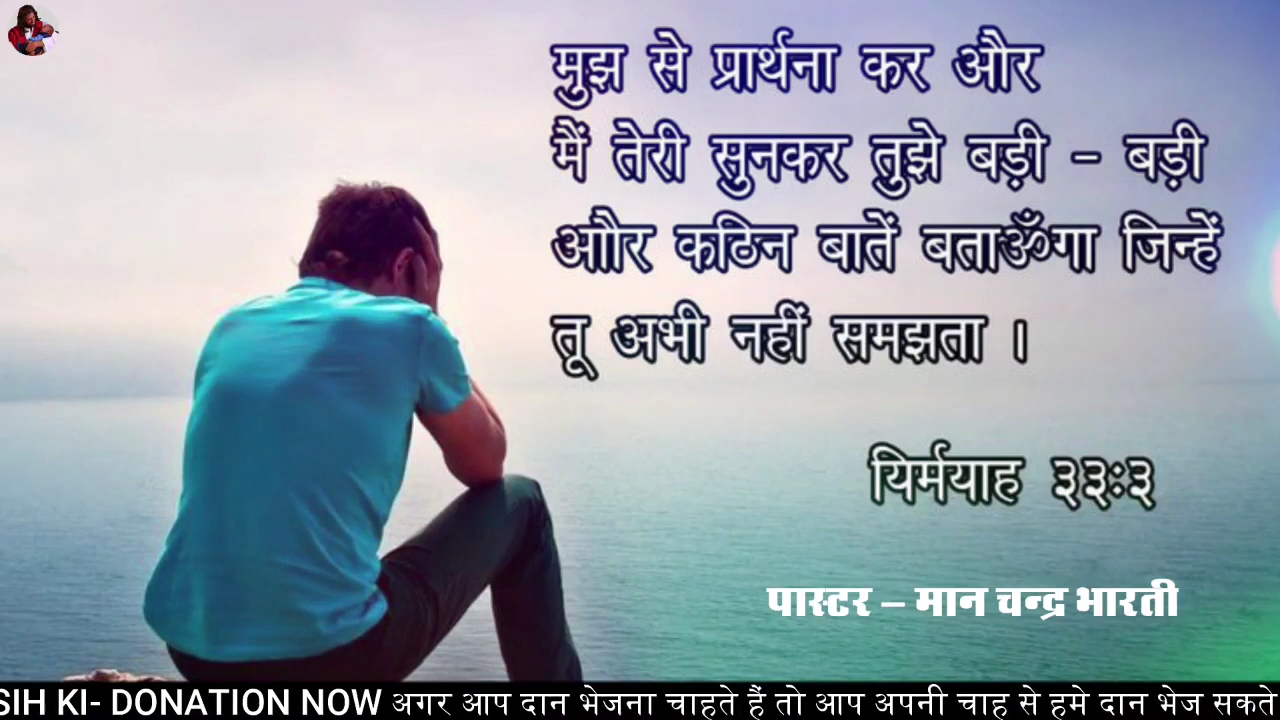 मुझ से प्रार्थना कर और
मैं तेरी सुनकर तुझे बड़ी - बड़ी
और कठिन बातें बताॐगा जिन्हें
तू अभी नहीं समझता ।
यिर्मयाह ३३:३
पास्टर – मान चन्द्र भारती
SIH KI- DONATION NOW अगर आप दान भेजना चाहते हैं तो आप अपनी चाह से हमे दान भेज सकते